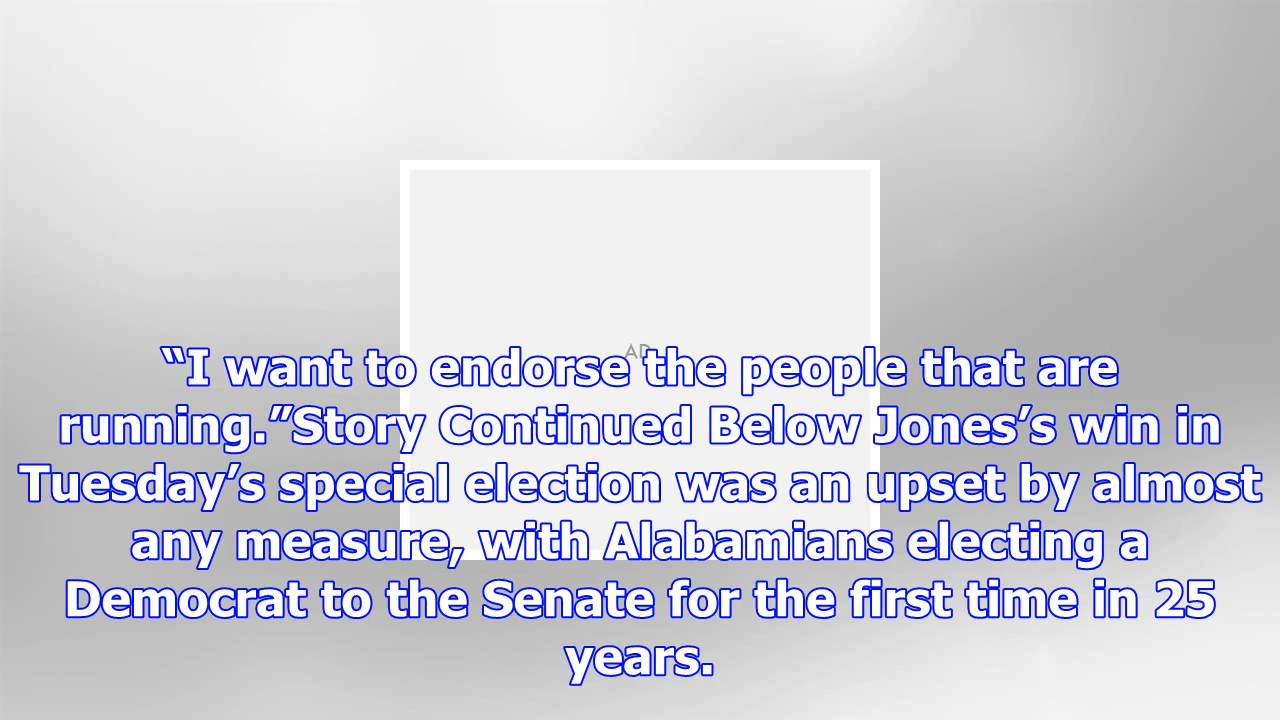 AD
“I want to endorse the people that are
running.”Story Continued Below Jones’s win in
Tuesday’s special election was an upset by almost
any measure, with Alabamians electing a
Democrat to the Senate for the first time in 25
years.